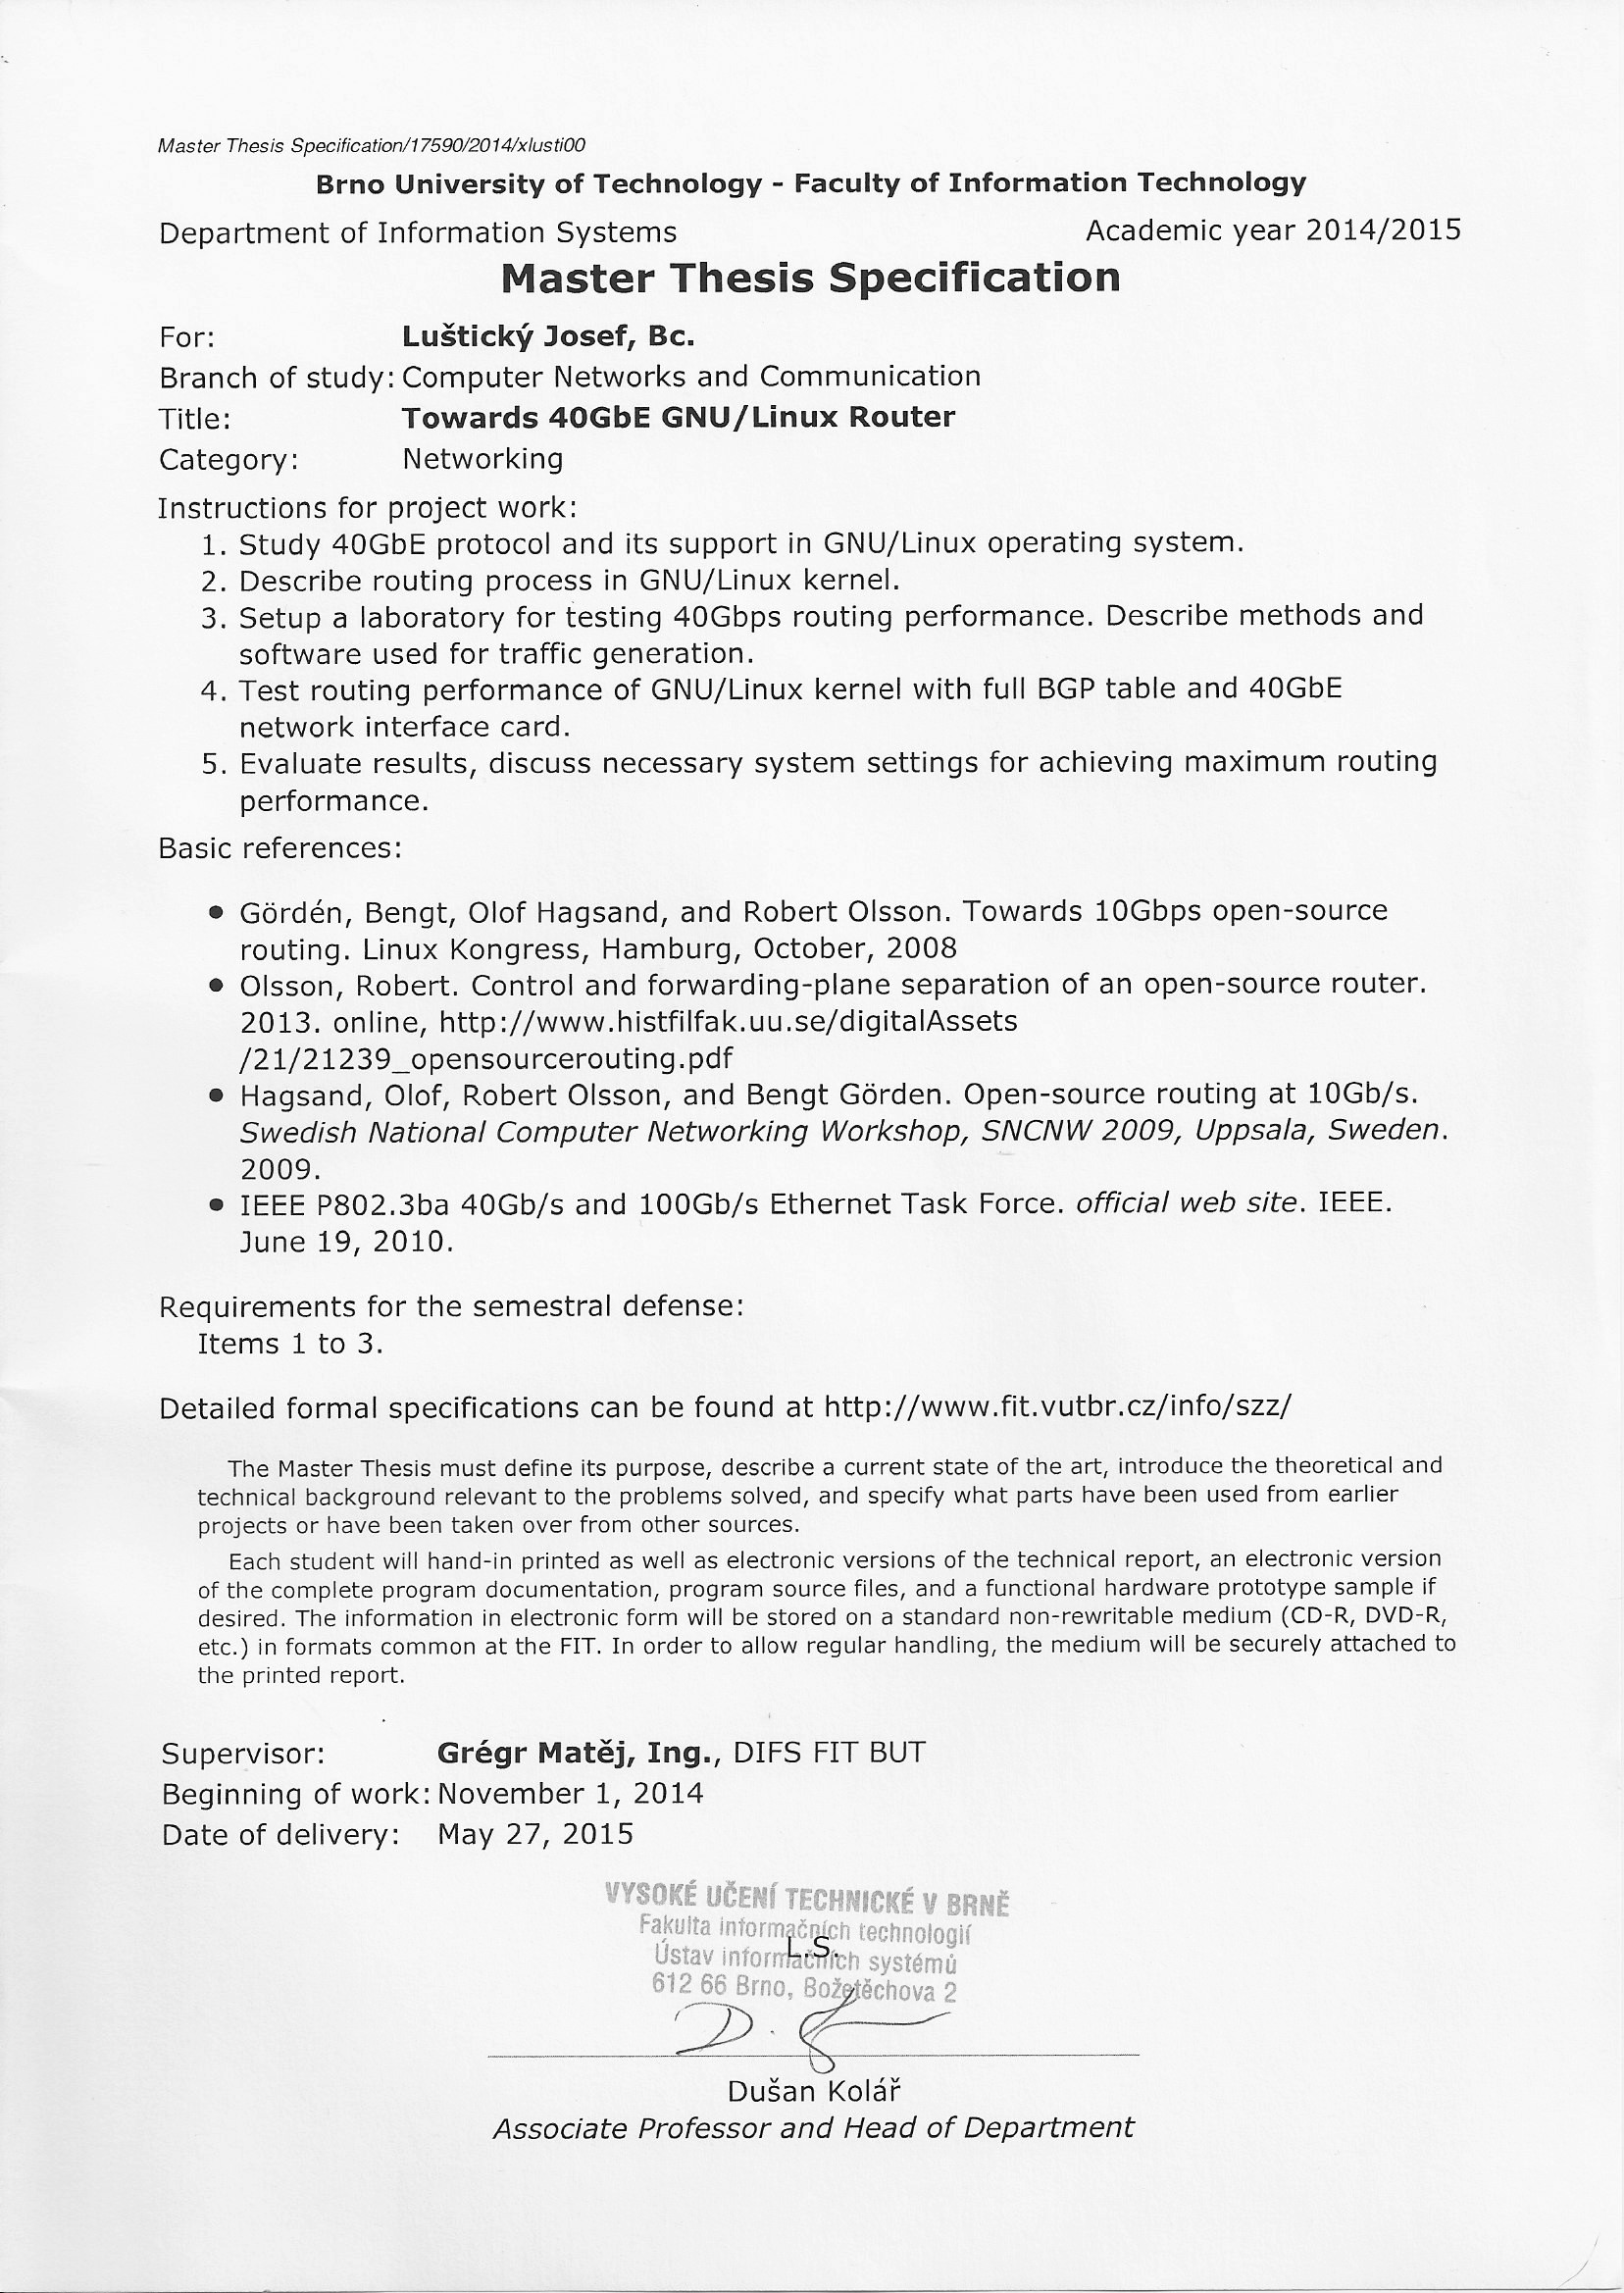 Master Thesis Specification/17590/2014/xlusti00
Brno University of Technology - Faculty of Information Technology
Department of Information Systems Academic year 2014/2015
Master Thesis Specification
For: Luštický Josef, Bc.
Branch of study: Computer Networks and Communication
Title: Towards 40GbE GNU/Linux Router
Category: Networking
Instructions for project work:
1. Study 40GbE protocol and its support in GNU/Linux operating system.
2. Describe routing process in GNU/Linux kernel.
3. Setup a laboratory for testing 40Gbps routing performance. Describe methods and
software used for traffic generation.
4. Test routing performance of GNU/Linux kernel with full BGP table and 40GbE
network interface card.
5. Evaluate results, discuss necessary system settings for achieving maximum routing
performance.
Basic references:
● Gördén, Bengt, Olof Hagsand, and Robert Olsson. Towards 10Gbps open-source
routing. Linux Kongress, Hamburg, October, 2008
● Olsson, Robert. Control and forwarding-plane separation of an open-source router.
2013. online, http://www.histfilfak.uu.se/digitalAssets
/21/21239_opensourcerouting.pdf
● Hagsand, Olof, Robert Olsson, and Bengt Görden. Open-source routing at 10Gb/s.
Swedish National Computer Networking Workshop, SNCNW 2009, Uppsala, Sweden.
2009.
● IEEE P802.3ba 40Gb/s and 100Gb/s Ethernet Task Force. official web site. IEEE.
June 19, 2010.
Requirements for the semestral defense:
Items 1 to 3.
Detailed formal specifications can be found at http://www.fit.vutbr.cz/info/szz/
The Master Thesis must define its purpose, describe a current state of the art, introduce the theoretical and
technical background relevant to the problems solved, and specify what parts have been used from earlier
projects or have been taken over from other sources.
Each student will hand-in printed as well as electronic versions of the technical report, an electronic version
of the complete program documentation, program source files, and a functional hardware prototype sample if
desired. The information in electronic form will be stored on a standard non-rewritable medium (CD-R, DVD-R,
etc.) in formats common at the FIT. In order to allow regular handling, the medium will be securely attached to
the printed report.
Supervisor: Grégr Matěj, Ing., DIFS FIT BUT
Beginning of work: November 1, 2014
Date of delivery: May 27, 2015
VYSOKÉ UČENÍ TECHNICKÉ V BRNĚ
Fakulta informačních technologií
L.S.
Ústav informačních systémů
612 66 Brno, Božetěchova 2
Dušan Kolář
Associate Professor and Head of Department